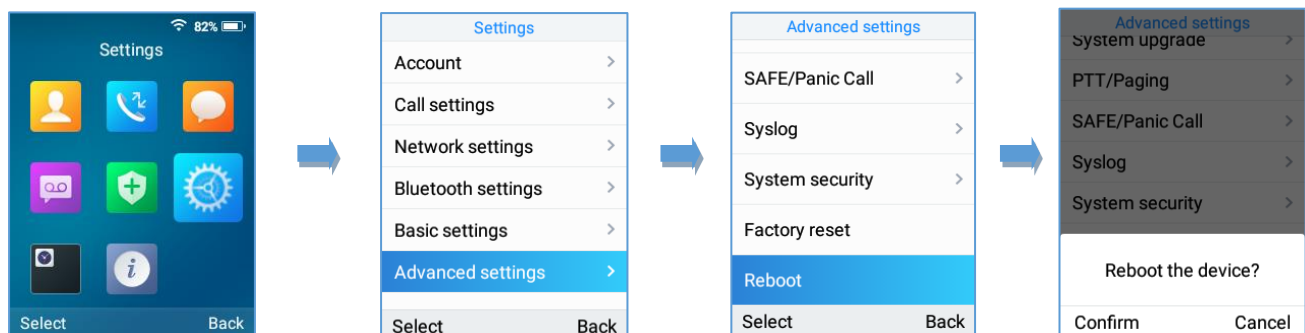 82%
Settings
i
Select Back
Settings
Account
Call settings
Network settings
Bluetooth settings
Basic settings
Advanced settings
Select Back
Advanced settings
SAFE/Panic Call
Syslog
System security
Factory reset
Reboot
Select Back
Advanced settings
System upgrade
PTT/Paging
SAFE/Panic Call
Syslog
System security
Reboot the device?
Confirm Cancel